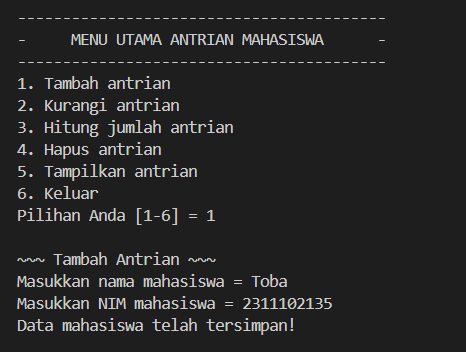 -----------------------------------------
-     MENU UTAMA ANTRIAN MAHASISWA      -
-----------------------------------------
1. Tambah antrian
2. Kurangi antrian
3. Hitung jumlah antrian
4. Hapus antrian
5. Tampilkan antrian
6. Keluar
Pilihan Anda [1-6] = 1
~~~ Tambah Antrian ~~~
Masukkan nama mahasiswa = Toba
Masukkan NIM mahasiswa = 2311102135
Data mahasiswa telah tersimpan!